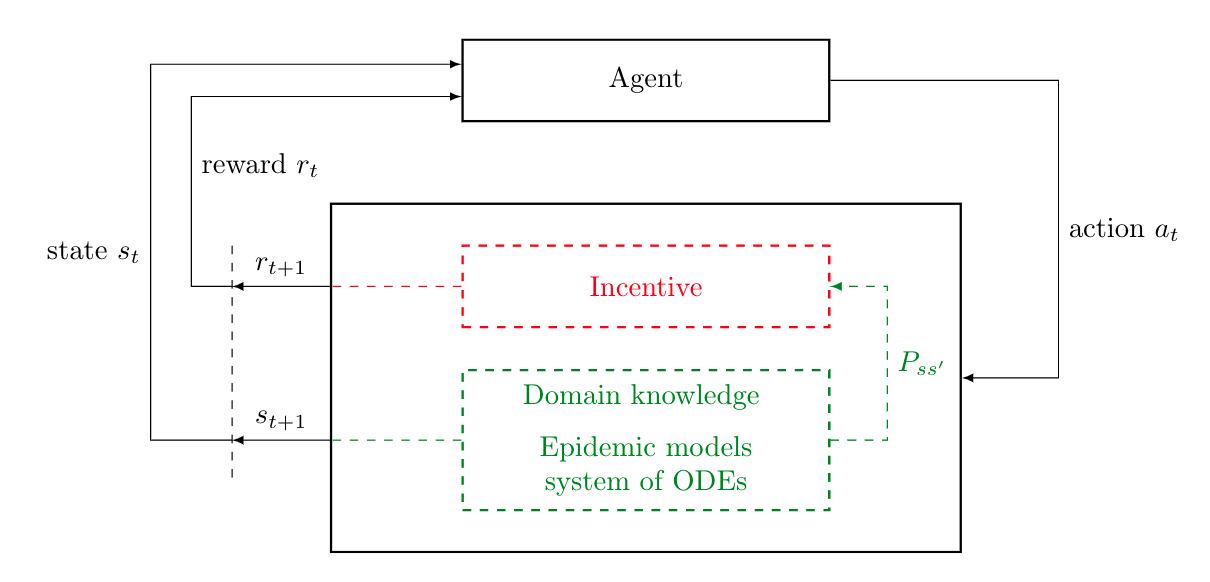 Agent
reward r_t
state s_t
action a_t
r_{t+1}
Incentive
P_{ss'}
Domain knowledge
s_{t+1}
Epidemic models
system of ODEs